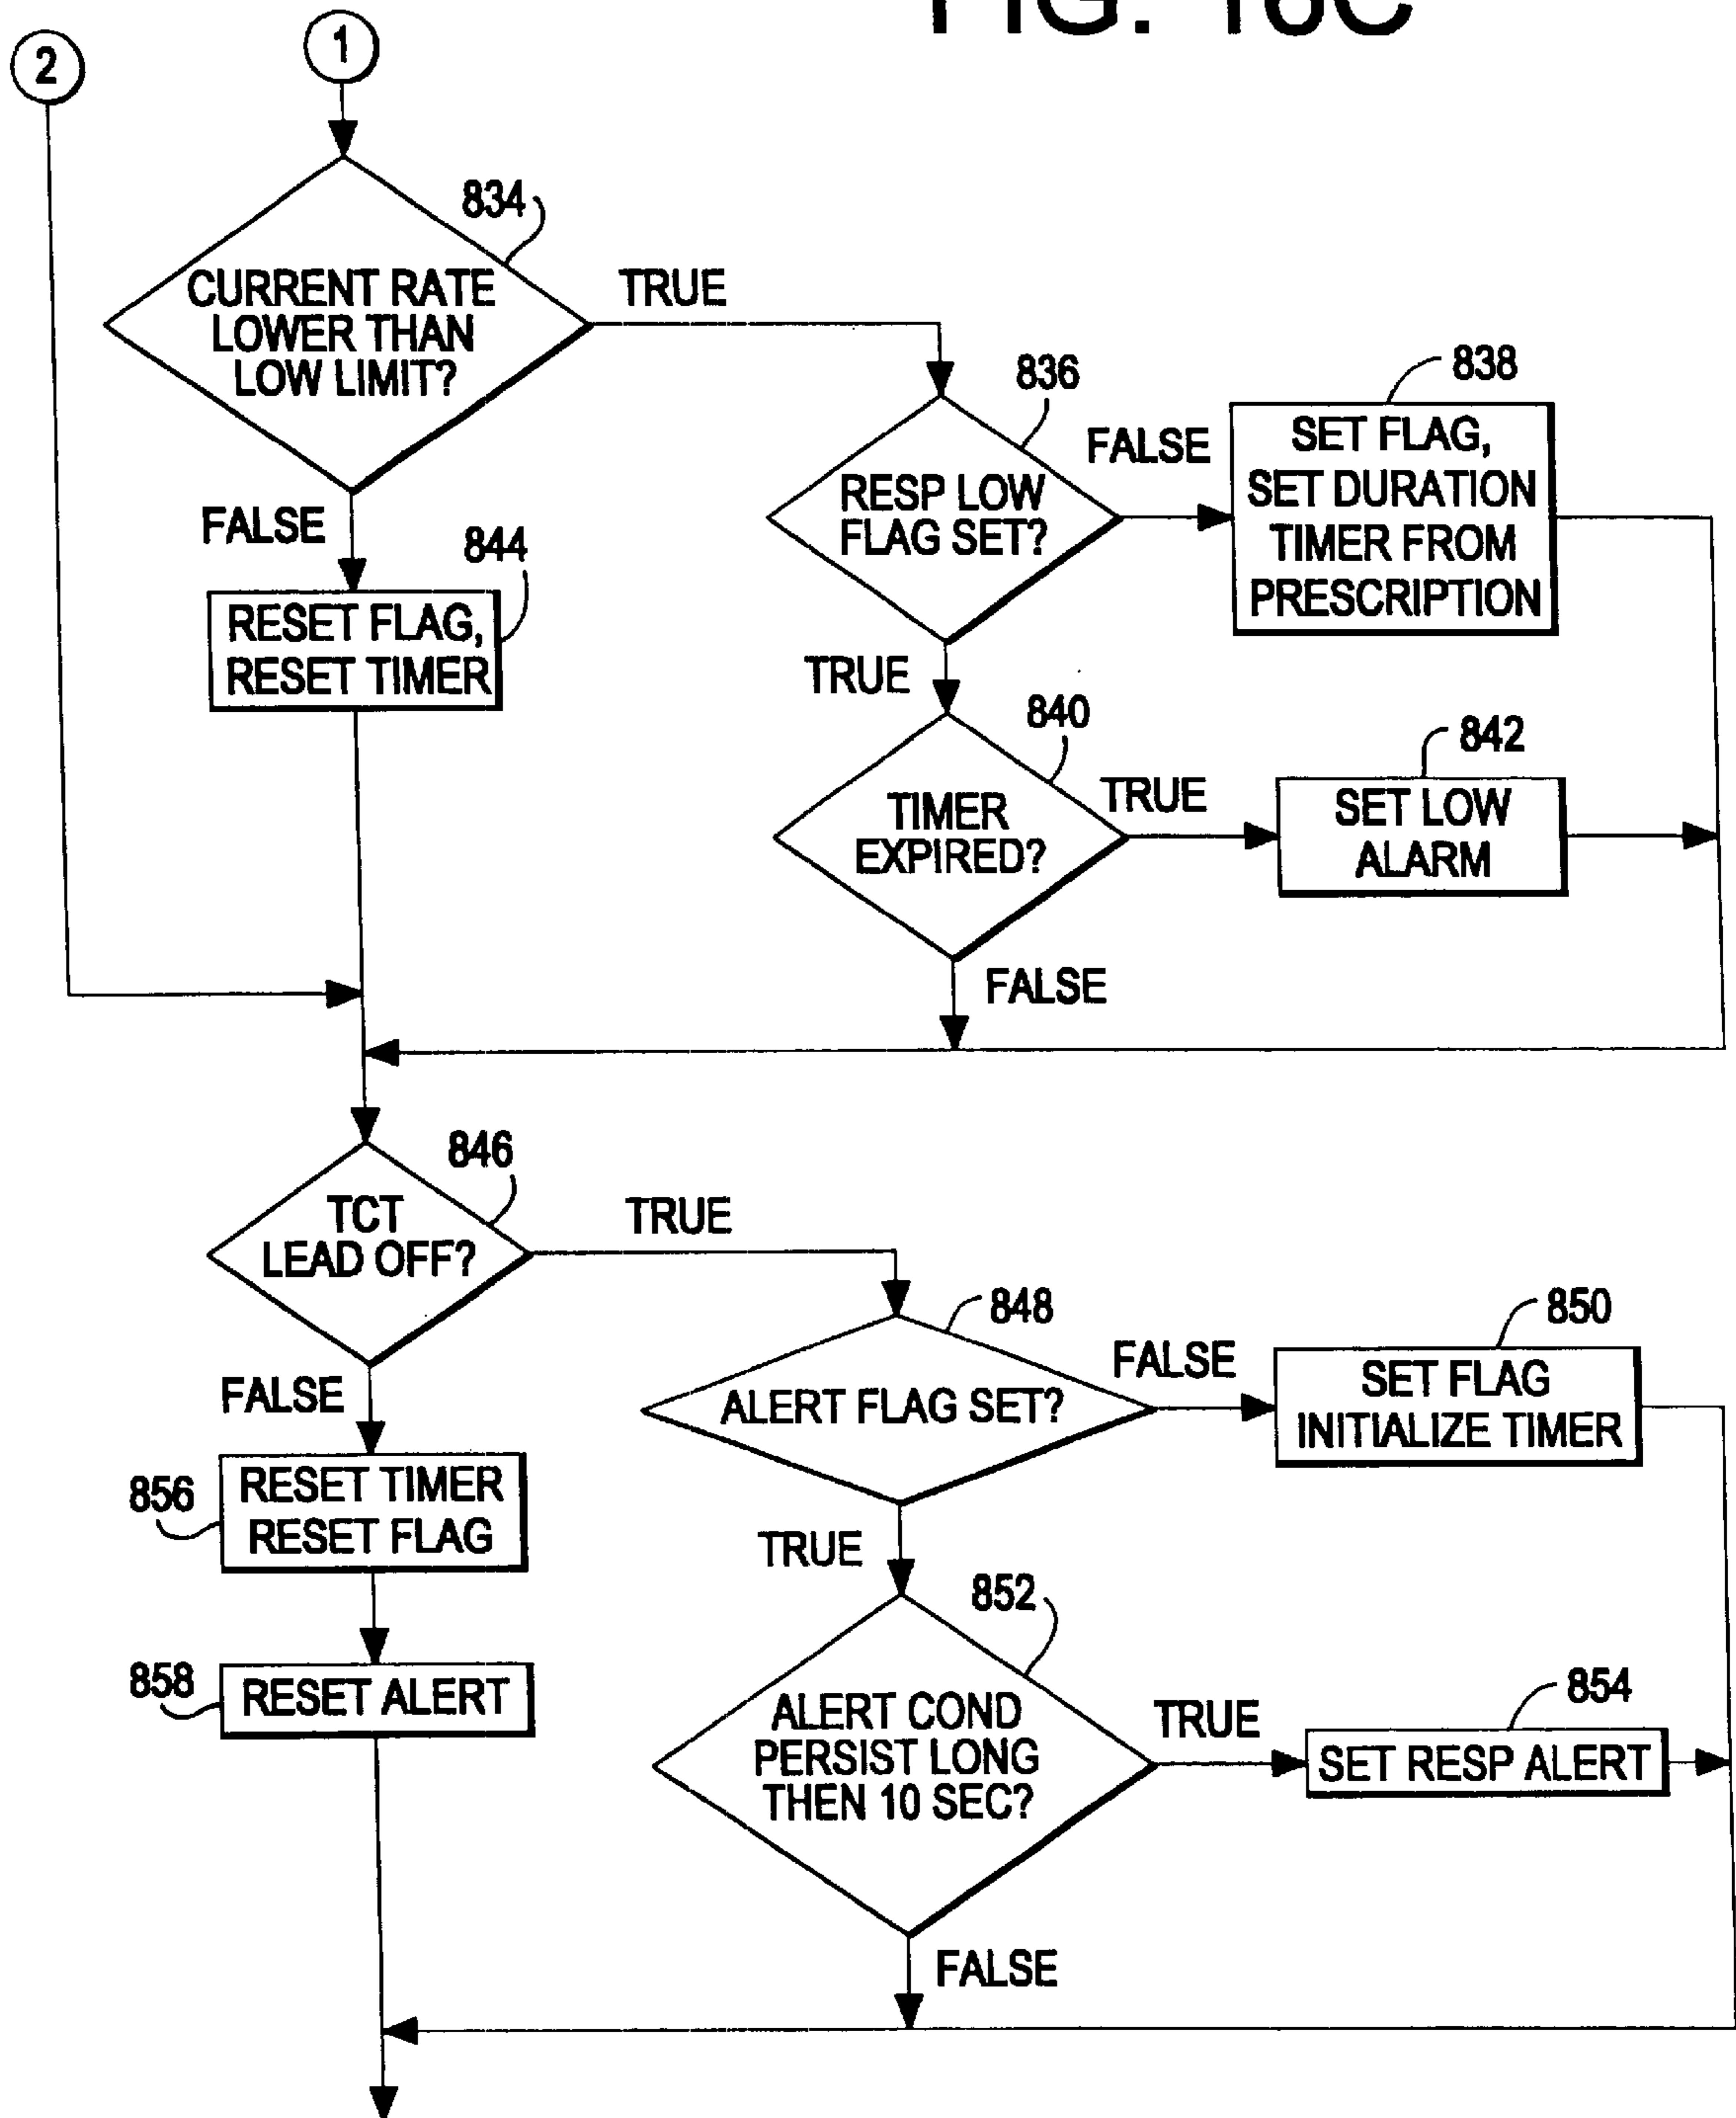 FIG. 18C
2
1
834
CURRENT RATE
LOWER THAN
LOW LIMIT?
TRUE
FALSE
836
RESP LOW
FLAG SET?
FALSE
838
SET FLAG,
SET DURATION
TIMER FROM
PRESCRIPTION
844
RESET FLAG,
RESET TIMER
TRUE
840
TIMER
EXPIRED?
TRUE
842
SET LOW
ALARM
FALSE
846
TCT
LEAD OFF?
TRUE
FALSE
848
ALERT FLAG SET?
FALSE
850
SET FLAG
INITIALIZE TIMER
856
RESET TIMER
RESET FLAG
TRUE
852
ALERT COND
PERSIST LONG
THEN 10 SEC?
TRUE
854
SET RESP ALERT
858
RESET ALERT
FALSE